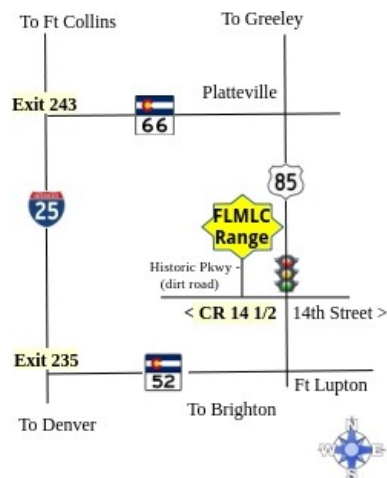 To Ft Collins
To Greeley
Platteville
Exit 243
66
85
25
FLMLC
Range
Historic Pkwy -
(dirt road)
< CR 14 1/2
14th Street >
Exit 235
52
Ft Lupton
To Brighton
To Denver
N
W E
S